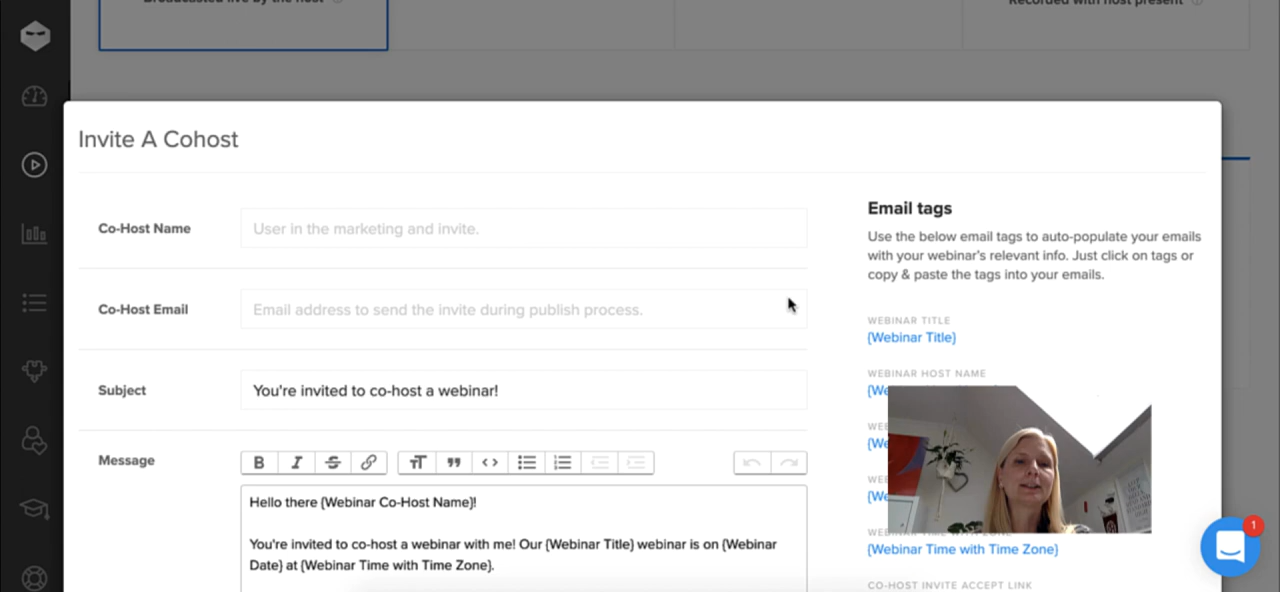 Broadcasted live by the host
Recorded with host present
Invite A Cohost
Co-Host Name
User in the marketing and invite.
Co-Host Email
Email address to send the invite during publish process.
Subject
You're invited to co-host a webinar!
Message
Hello there {Webinar Co-Host Name}!
You're invited to co-host a webinar with me! Our {Webinar Title} webinar is on {Webinar
Date} at {Webinar Time with Time Zone}.
Email tags
Use the below email tags to auto-populate your emails
with your webinar's relevant info. Just click on tags or
copy & paste the tags into your emails.
WEBINAR TITLE
{Webinar Title}
WEBINAR HOST NAME
{We
WEB
{We
WE
{We
WEBINAR TIME WITH ZONE
{Webinar Time with Time Zone}
CO-HOST INVITE ACCEPT LINK
1